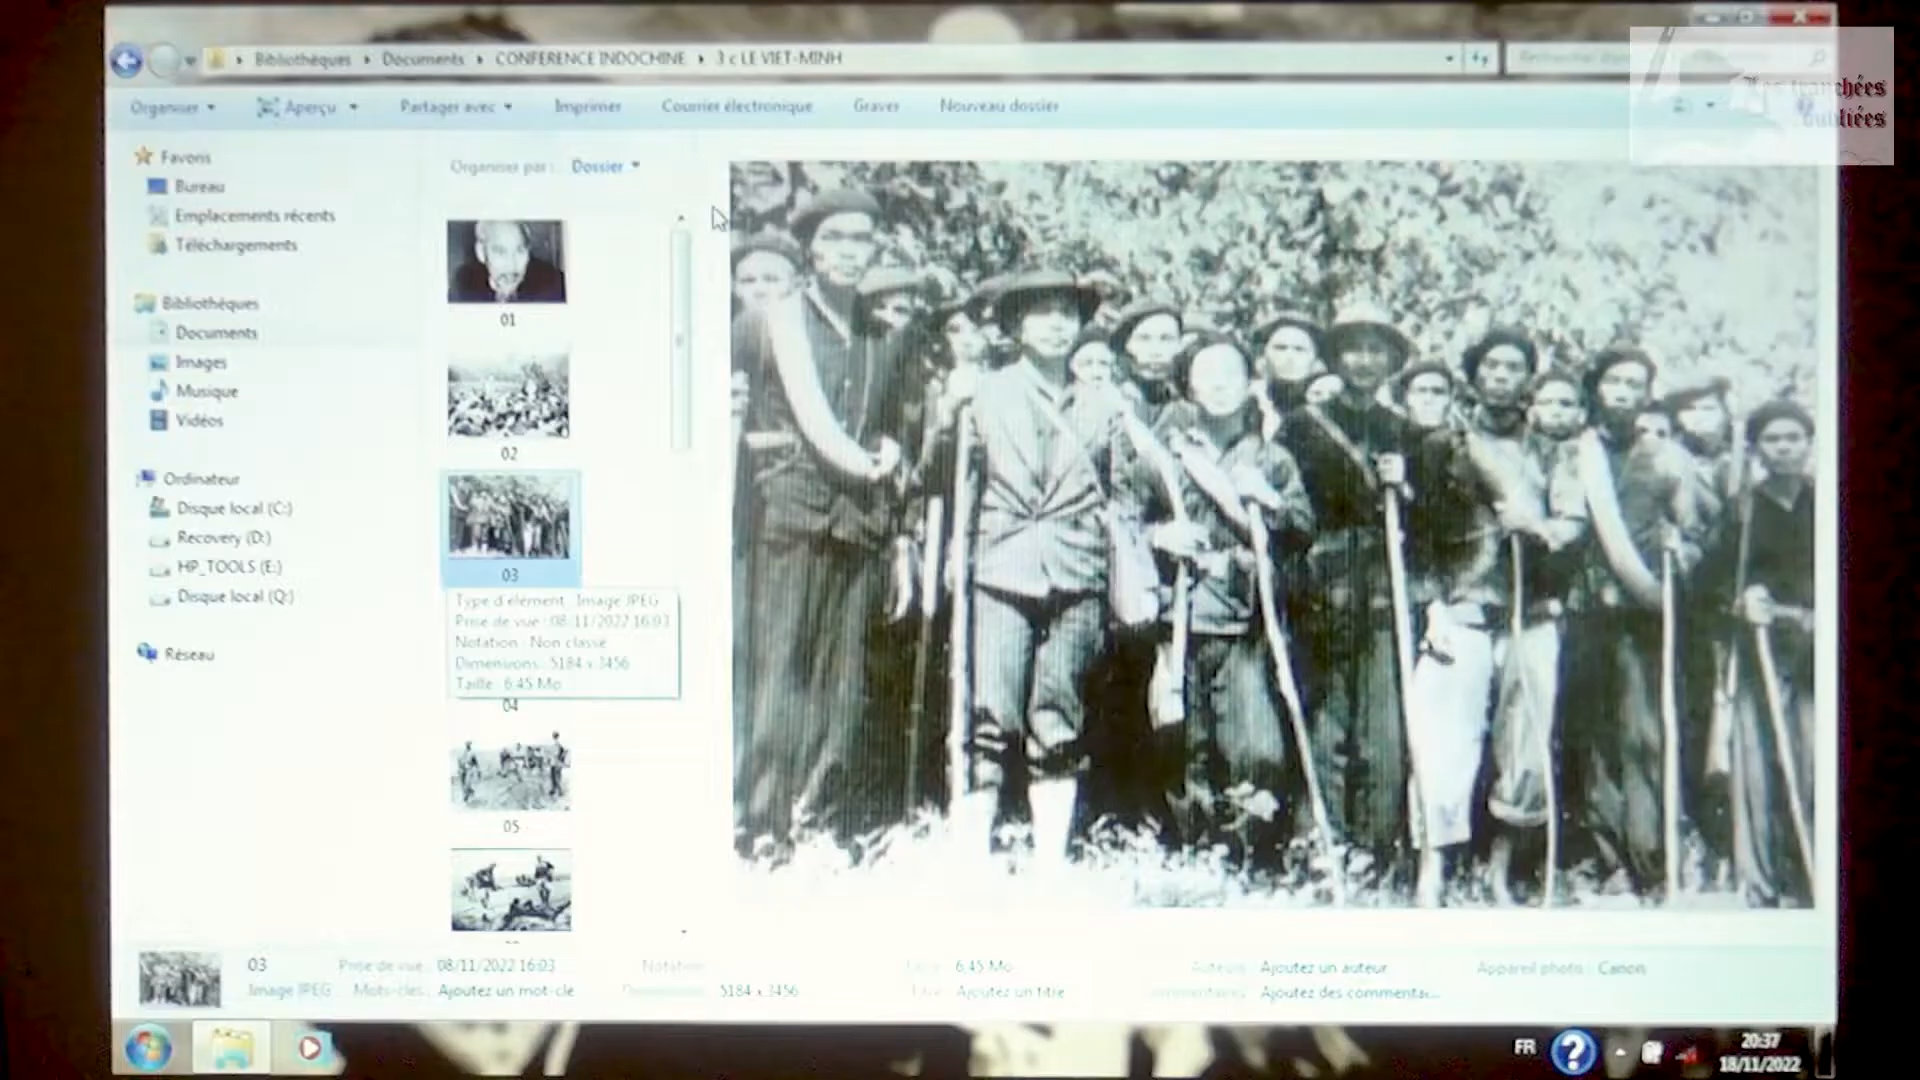 Bibliothèques ▸ Documents ▸ CONFERENCE INDOCHINE ▸ 3 c LE VIET-MINH
Les tranchées
oubliées
Organiser Aperçu Partager avec Imprimer Courrier électronique Graver Nouveau dossier
Organiser par : Dossier
Favoris
Bureau
Emplacements récents
Téléchargements
Bibliothèques
Documents
Images
Musique
Vidéos
Ordinateur
Disque local (C:)
Recovery (D:)
HP_TOOLS (E:)
Disque local (Q:)
Réseau
01
02
03
Type d'élément : Image JPEG
Prise de vue : 08/11/2022 16:03
Notation : Non classé
Dimensions : 5184 x 3456
Taille : 6,45 Mo
04
05
03 Prise de vue : 08/11/2022 16:03 Notation 6,45 Mo Auteurs : Ajoutez un auteur Appareil photo : Canon
Image JPEG Mots-clés : Ajoutez un mot-clé 5184 x 3456 Ajoutez un titre Ajoutez des commenta...
FR
20:37
18/11/2022